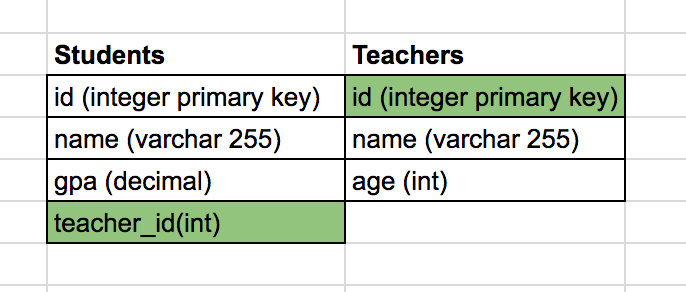 Students Teachers
id (integer primary key) id (integer primary key)
name (varchar 255) name (varchar 255)
gpa (decimal) age (int)
teacher_id(int)